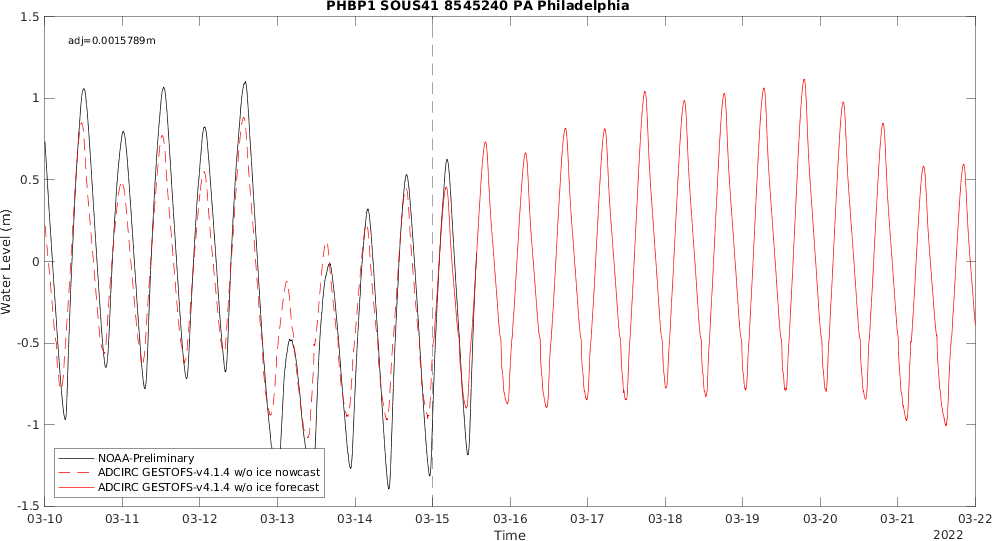 PHBP1 SOUS41 8545240 PA Philadelphia
1.5
adj=0.0015789m
1
0.5
0
-0.5
-1
-1.5
Water Level (m)
NOAA-Preliminary
ADCIRC GESTOFS-v4.1.4 w/o ice nowcast
ADCIRC GESTOFS-v4.1.4 w/o ice forecast
03-10 03-11 03-12 03-13 03-14 03-15 03-16 03-17 03-18 03-19 03-20 03-21 03-22
Time
2022